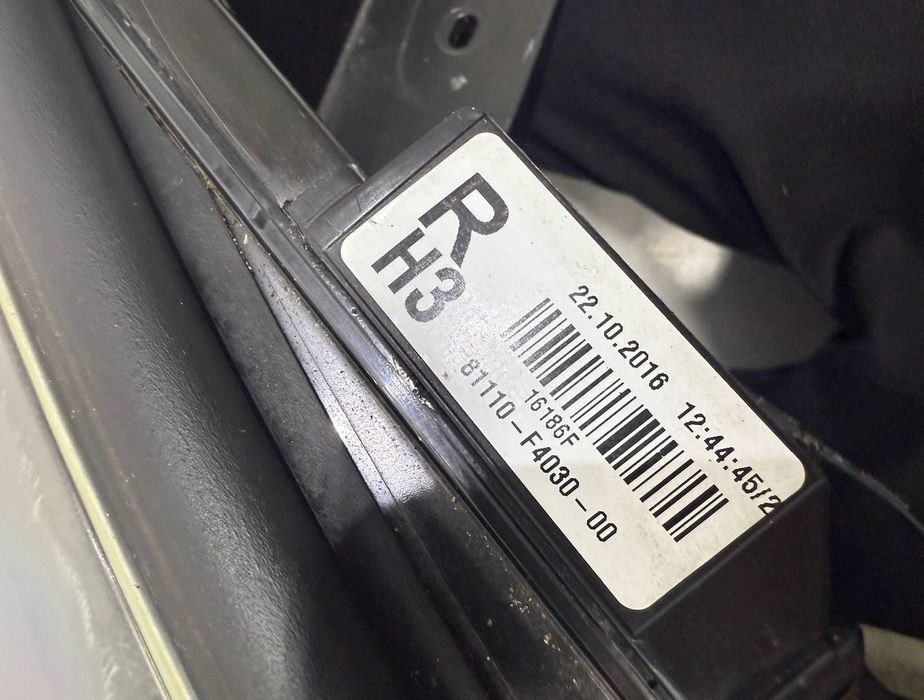 R
H3
22.10.2016 12:44:45/2
16186F
81110-F4030-00